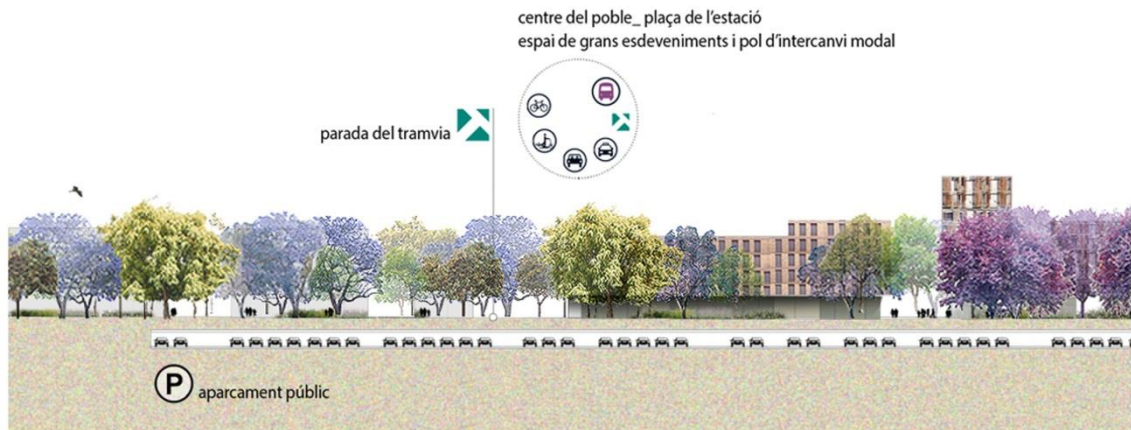 centre del poble_ plaça de l'estació
espai de grans esdeveniments i pol d'intercanvi modal
parada del tramvia
P
aparcament públic